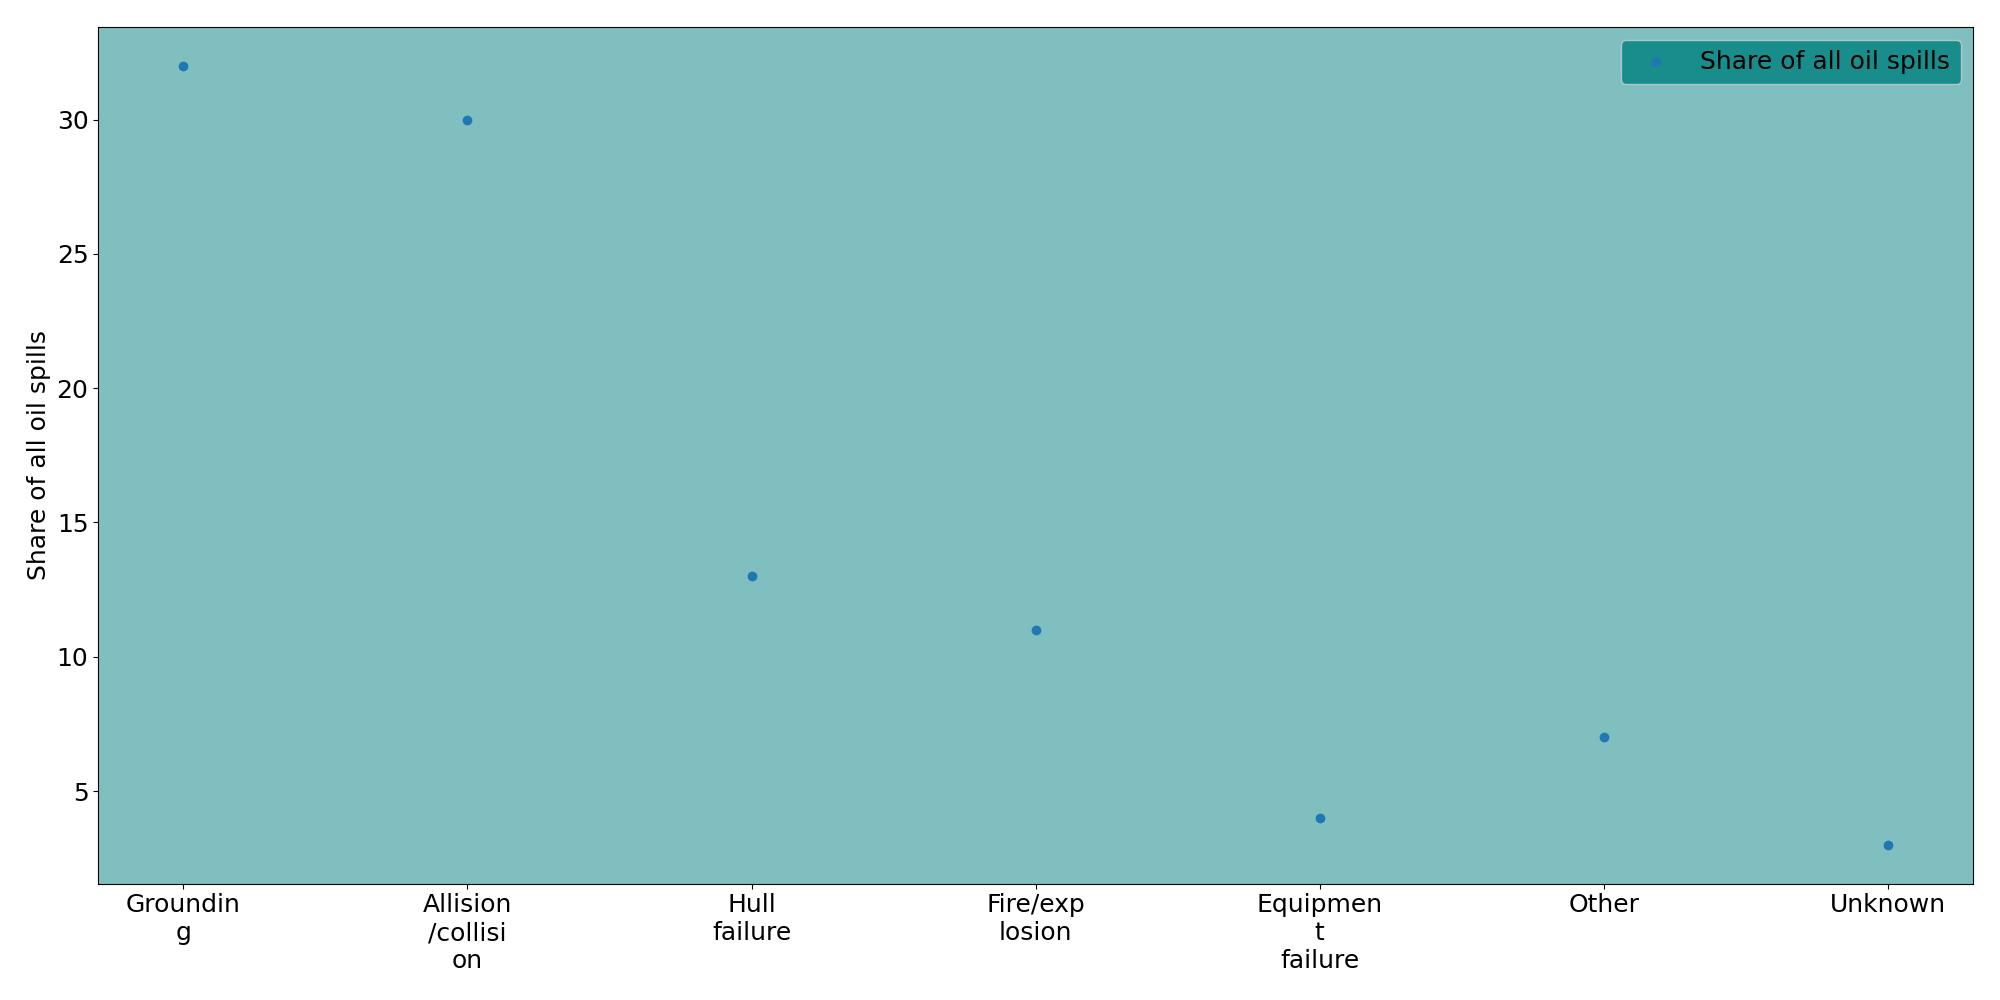 Share of all oil spills
30
25
20
15
10
5
Share of all oil spills
Groundin
g
Allision
/collisi
on
Hull
failure
Fire/exp
losion
Equipmen
t
failure
Other
Unknown